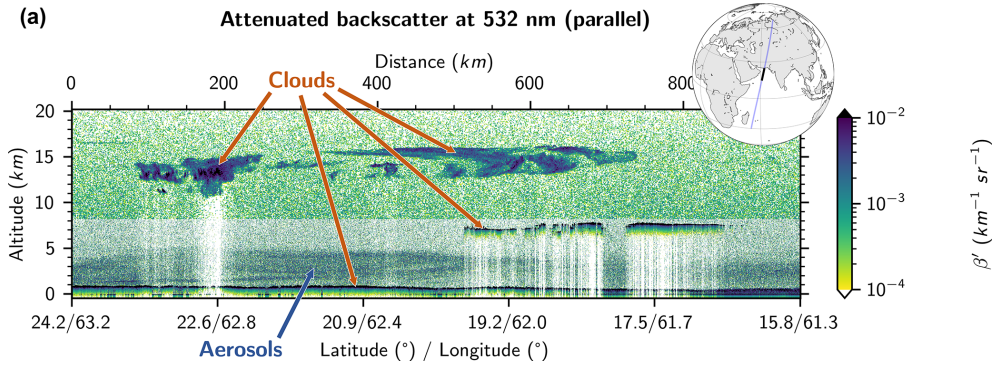 (a)
Attenuated backscatter at 532 nm (parallel)
Distance (km)
0 200 400 600 800
Clouds
20
15
10
5
0
Altitude (km)
10⁻²
10⁻³
10⁻⁴
β′ (km⁻¹ sr⁻¹)
24.2/63.2 22.6/62.8 20.9/62.4 19.2/62.0 17.5/61.7 15.8/61.3
Aerosols
Latitude (°) / Longitude (°)